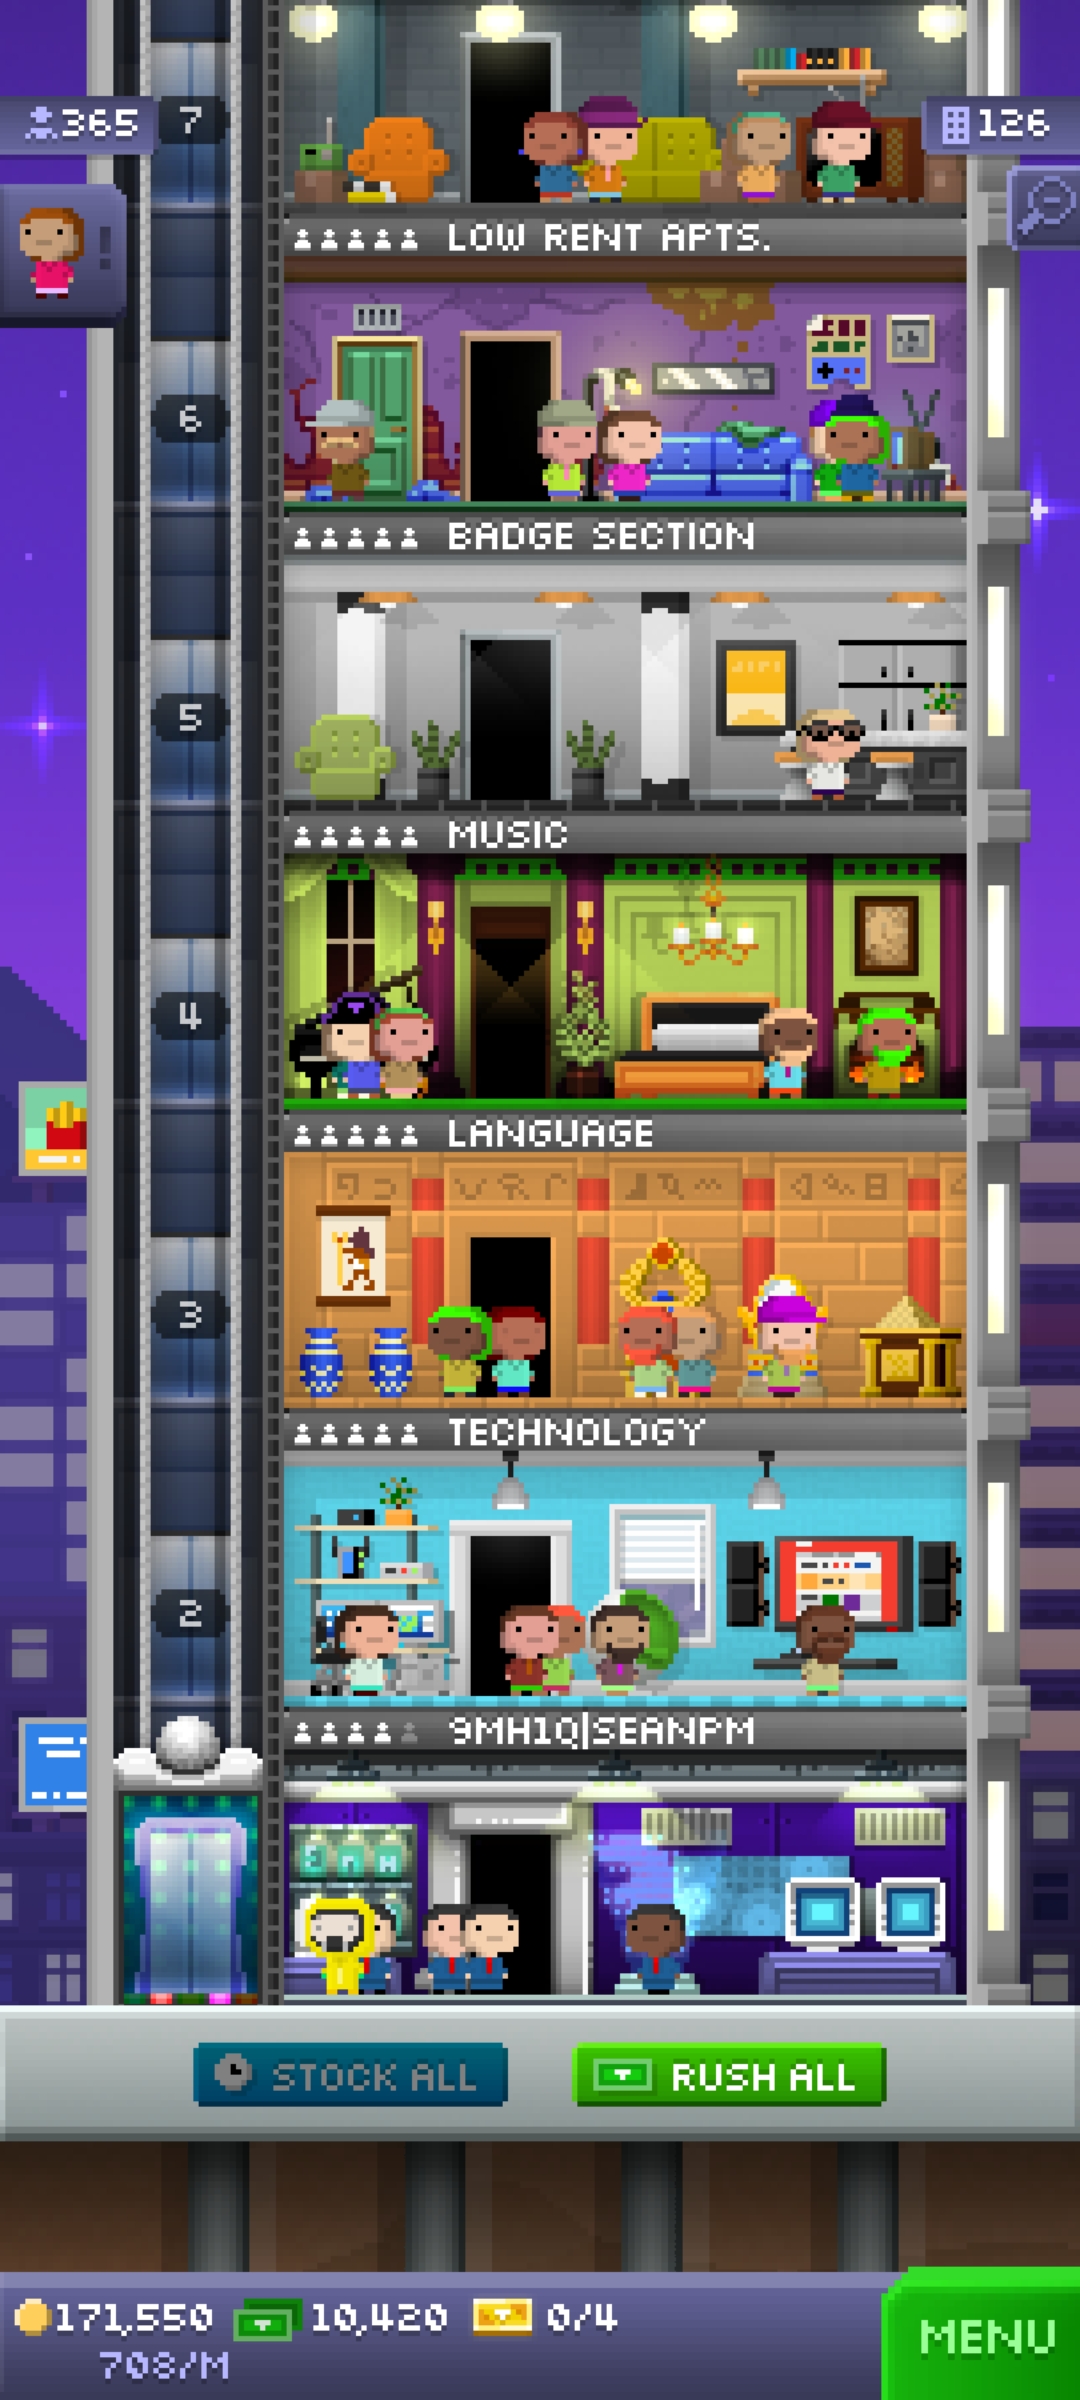 7
365
126
LOW RENT APTS.
6
BADGE SECTION
5
MUSIC
4
LANGUAGE
3
TECHNOLOGY
2
9MH1Q|SEANPM
STOCK ALL
RUSH ALL
171,550
10,420
0/4
MENU
708/M